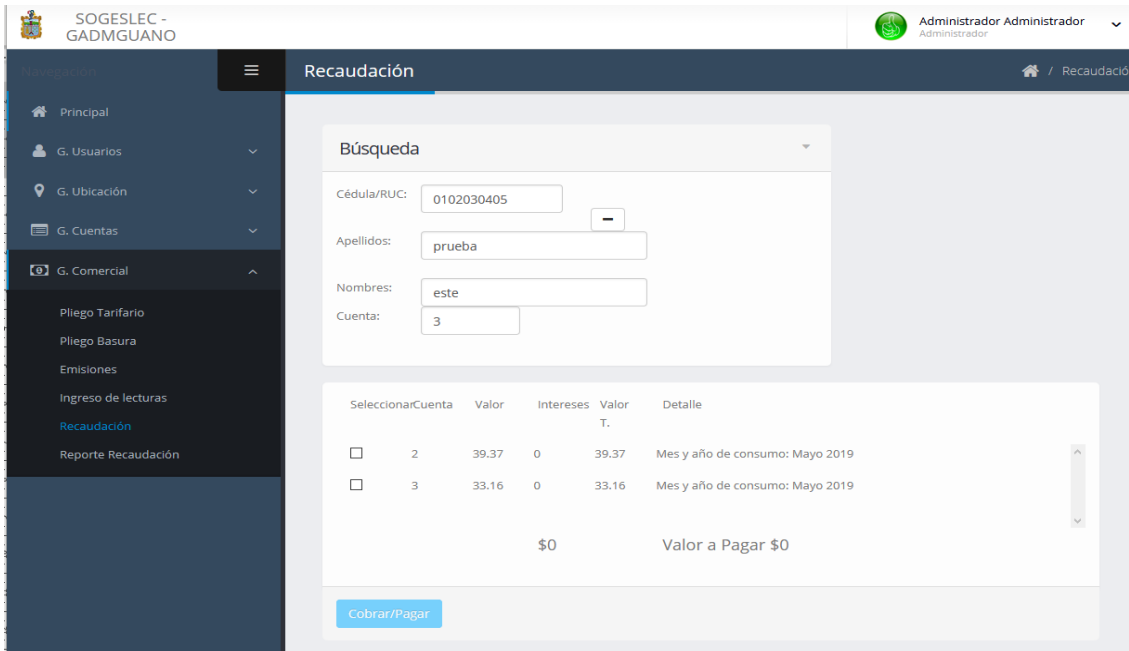 SOGESLEC -
GADMGUANO
Administrador Administrador
Administrador
Navegación
Recaudación
/ Recaudació
Principal
G. Usuarios
G. Ubicación
G. Cuentas
G. Comercial
Pliego Tarifario
Pliego Basura
Emisiones
Ingreso de lecturas
Recaudación
Reporte Recaudación
Búsqueda
Cédula/RUC: 0102030405
Apellidos: prueba
Nombres: este
Cuenta: 3
SeleccionarCuenta Valor Intereses Valor T. Detalle
2 39.37 0 39.37 Mes y año de consumo: Mayo 2019
3 33.16 0 33.16 Mes y año de consumo: Mayo 2019
$0 Valor a Pagar $0
Cobrar/Pagar